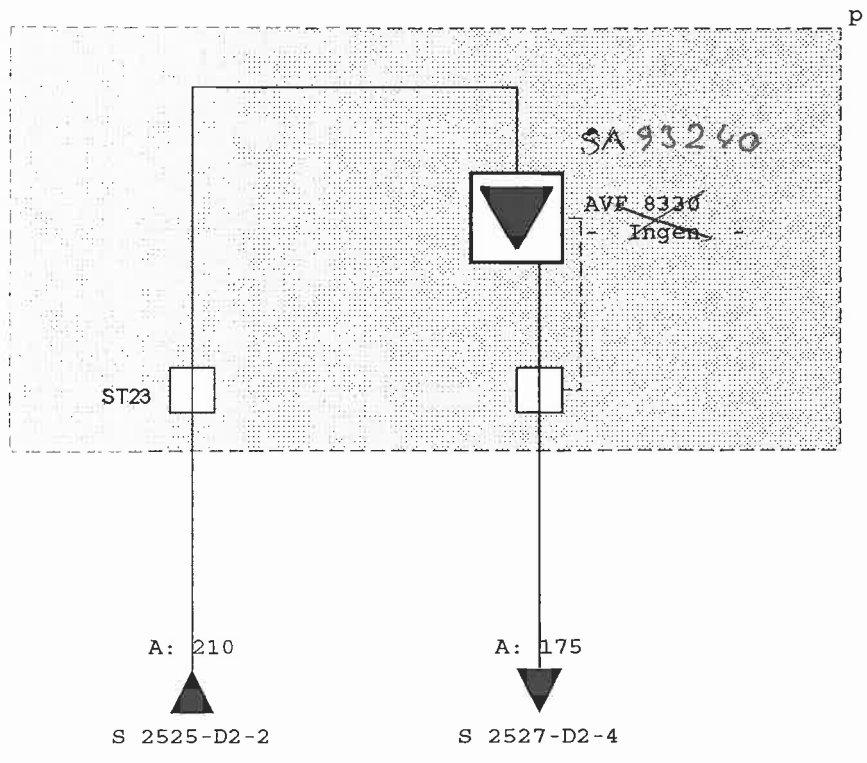 p
SA 93240
AVF 8330
- Ingen -
ST23
A: 210
A: 175
S 2525-D2-2
S 2527-D2-4